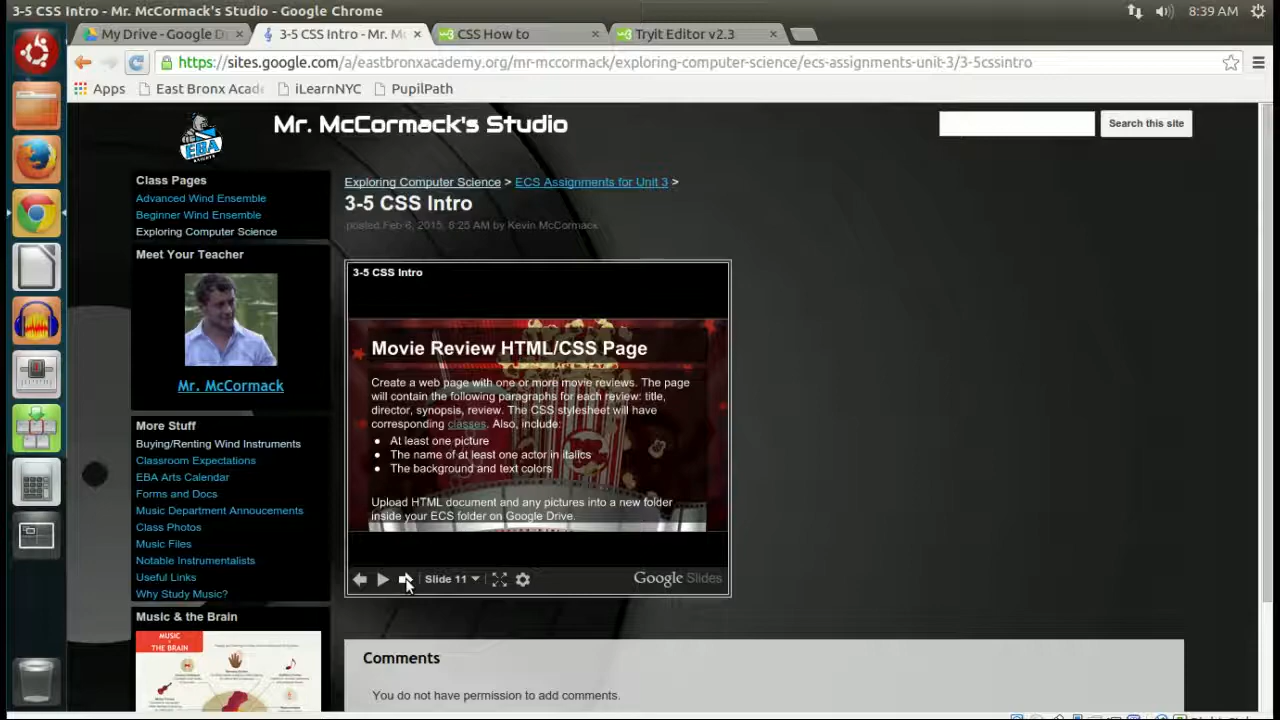 3-5 CSS Intro - Mr. McCormack's Studio - Google Chrome
8:39 AM
My Drive - Google D
3-5 CSS Intro - Mr. M
CSS How to
Tryit Editor v2.3
https://sites.google.com/a/eastbronxacademy.org/mr-mccormack/exploring-computer-science/ecs-assignments-unit-3/3-5cssintro
Apps
East Bronx Acade
iLearnNYC
PupilPath
EBA
KNIGHTS
Mr. McCormack's Studio
Search this site
Class Pages
Advanced Wind Ensemble
Beginner Wind Ensemble
Exploring Computer Science
Meet Your Teacher
Mr. McCormack
More Stuff
Buying/Renting Wind Instruments
Classroom Expectations
EBA Arts Calendar
Forms and Docs
Music Department Annoucements
Class Photos
Music Files
Notable Instrumentalists
Useful Links
Why Study Music?
Music & the Brain
MUSIC
THE BRAIN
Exploring Computer Science > ECS Assignments for Unit 3 >
3-5 CSS Intro
posted Feb 6, 2015, 8:25 AM by Kevin McCormack
3-5 CSS Intro
Movie Review HTML/CSS Page
Create a web page with one or more movie reviews. The page
will contain the following paragraphs for each review: title,
director, synopsis, review. The CSS stylesheet will have
corresponding classes. Also, include:
● At least one picture
● The name of at least one actor in italics
● The background and text colors
Upload HTML document and any pictures into a new folder
inside your ECS folder on Google Drive.
Slide 11
Google Slides
Comments
You do not have permission to add comments.